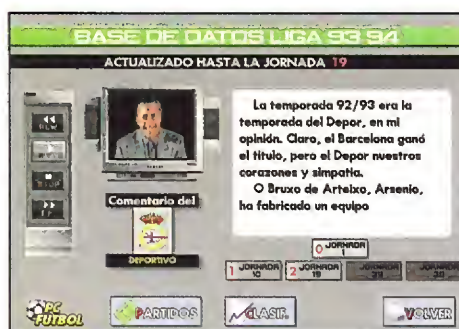 BASE DE DATOS LIGA 93 94
ACTUALIZADO HASTA LA JORNADA 19
La temporada 92/93 era la
temporada del Depor, en mi
opinión. Claro, el Barcelona ganó
el título, pero el Depor nuestros
corazones y simpatía.
O Bruxo de Arteixo, Arsenio,
ha fabricado un equipo
REW
STOP
FF
Comentario del
DEPORTIVO
0 JORNADA
1
1 JORNADA
10
2 JORNADA
19
JORNADA
JORNADA
PC
FUTBOL
PARTIDOS
CLASIF.
VOLVER